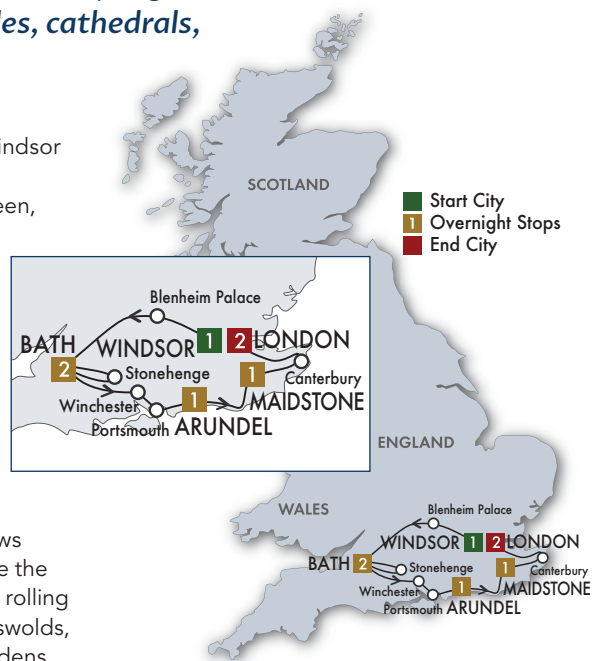 les, cathedrals,
indsor
een,
SCOTLAND
Start City
1 Overnight Stops
End City
Blenheim Palace
BATH
WINDSOR 1 2 LONDON
2
Stonehenge
1
Canterbury
Winchester
1
MAIDSTONE
Portsmouth ARUNDEL
ENGLAND
WALES
ws
e the
rolling
swolds,
dens
Blenheim Palace
WINDSOR 1 2 LONDON
BATH 2
Stonehenge
1
Canterbury
Winchester
1
MAIDSTONE
Portsmouth ARUNDEL